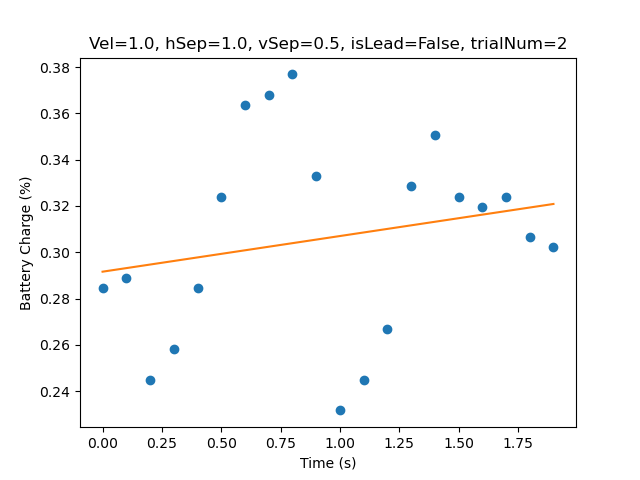 Vel=1.0, hSep=1.0, vSep=0.5, isLead=False, trialNum=2
0.38
0.36
0.34
0.32
0.30
0.28
0.26
0.24
Battery Charge (%)
0.00 0.25 0.50 0.75 1.00 1.25 1.50 1.75
Time (s)